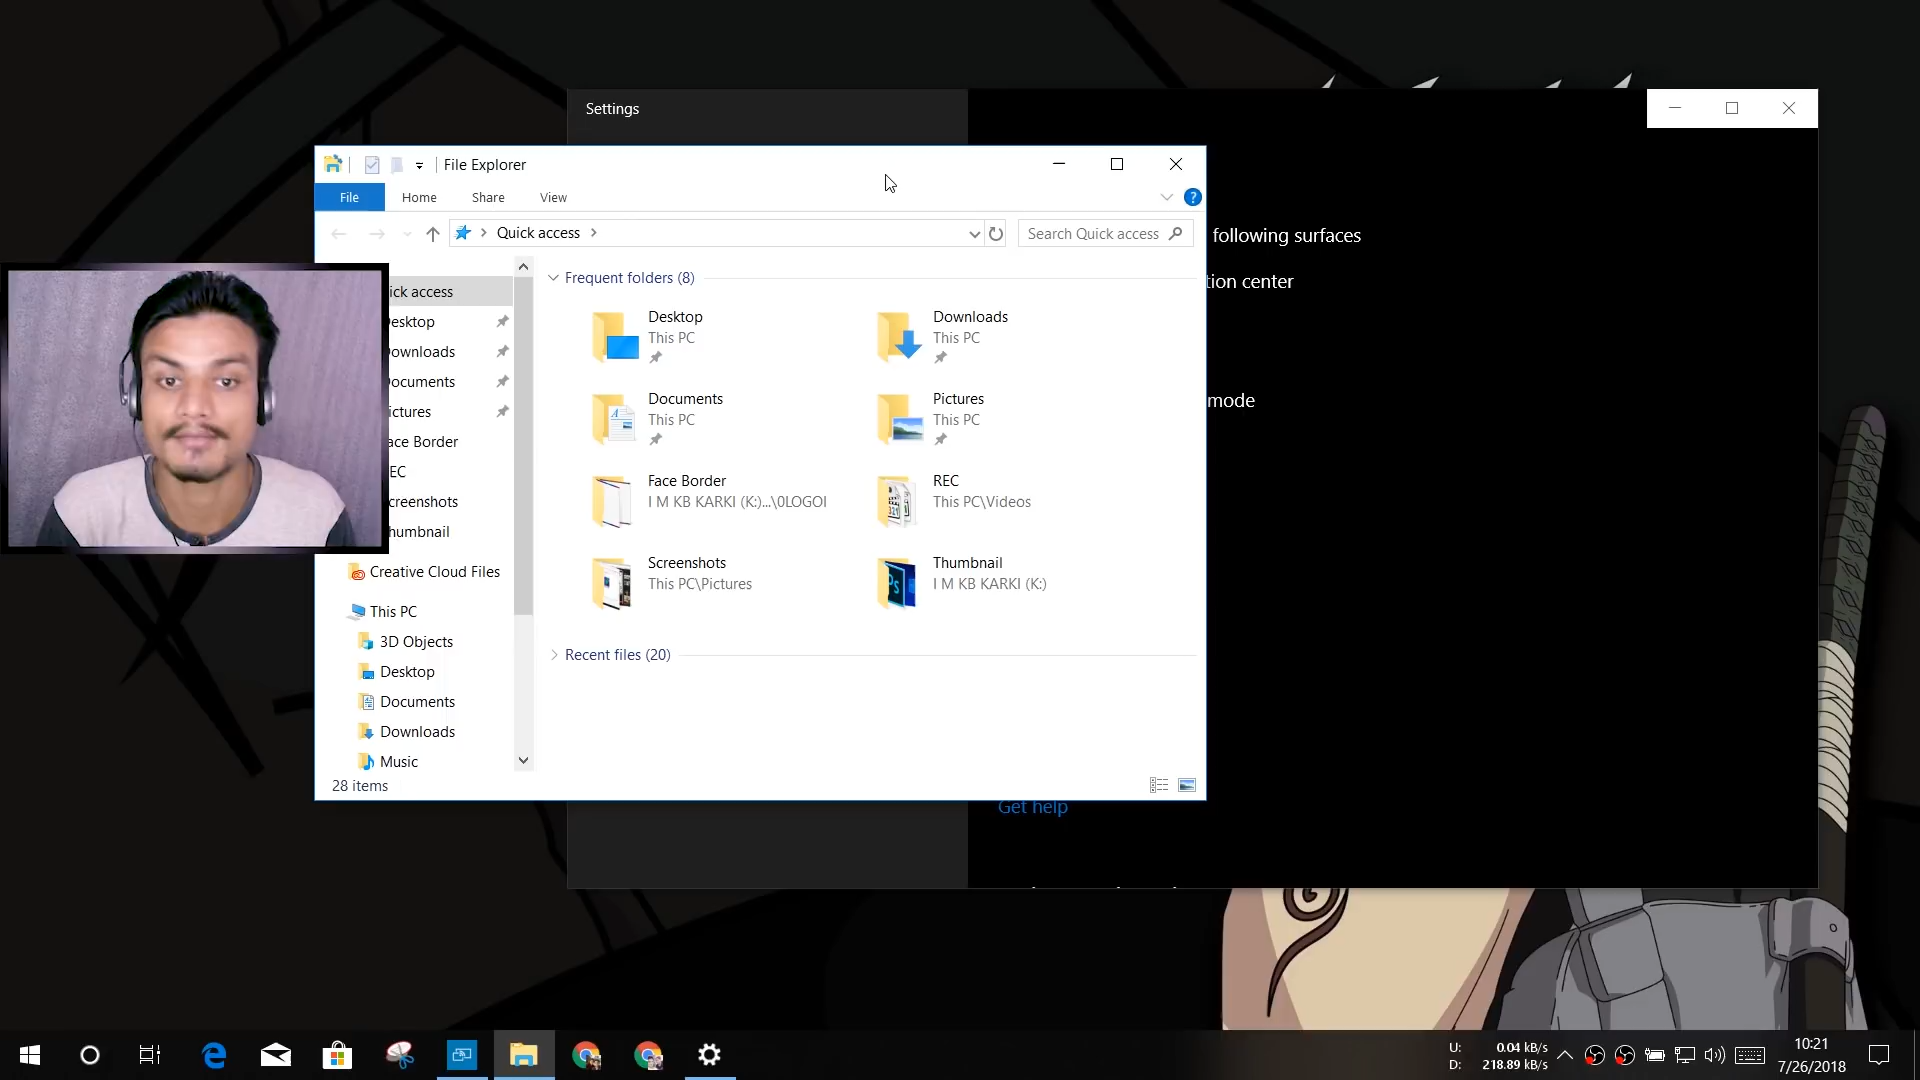 Settings
File Explorer
File
Home
Share
View
Quick access
Search Quick access
following surfaces
tion center
mode
Get help
ick access
esktop
ownloads
ocuments
ictures
ace Border
EC
creenshots
humbnail
Creative Cloud Files
This PC
3D Objects
Desktop
Documents
Downloads
Music
28 items
Frequent folders (8)
Desktop
This PC
Downloads
This PC
Documents
This PC
Pictures
This PC
Face Border
I M KB KARKI (K:)...\0LOGOI
REC
This PC\Videos
Screenshots
This PC\Pictures
Thumbnail
I M KB KARKI (K:)
Recent files (20)
U: 0.04 kB/s
D: 218.89 kB/s
10:21
7/26/2018